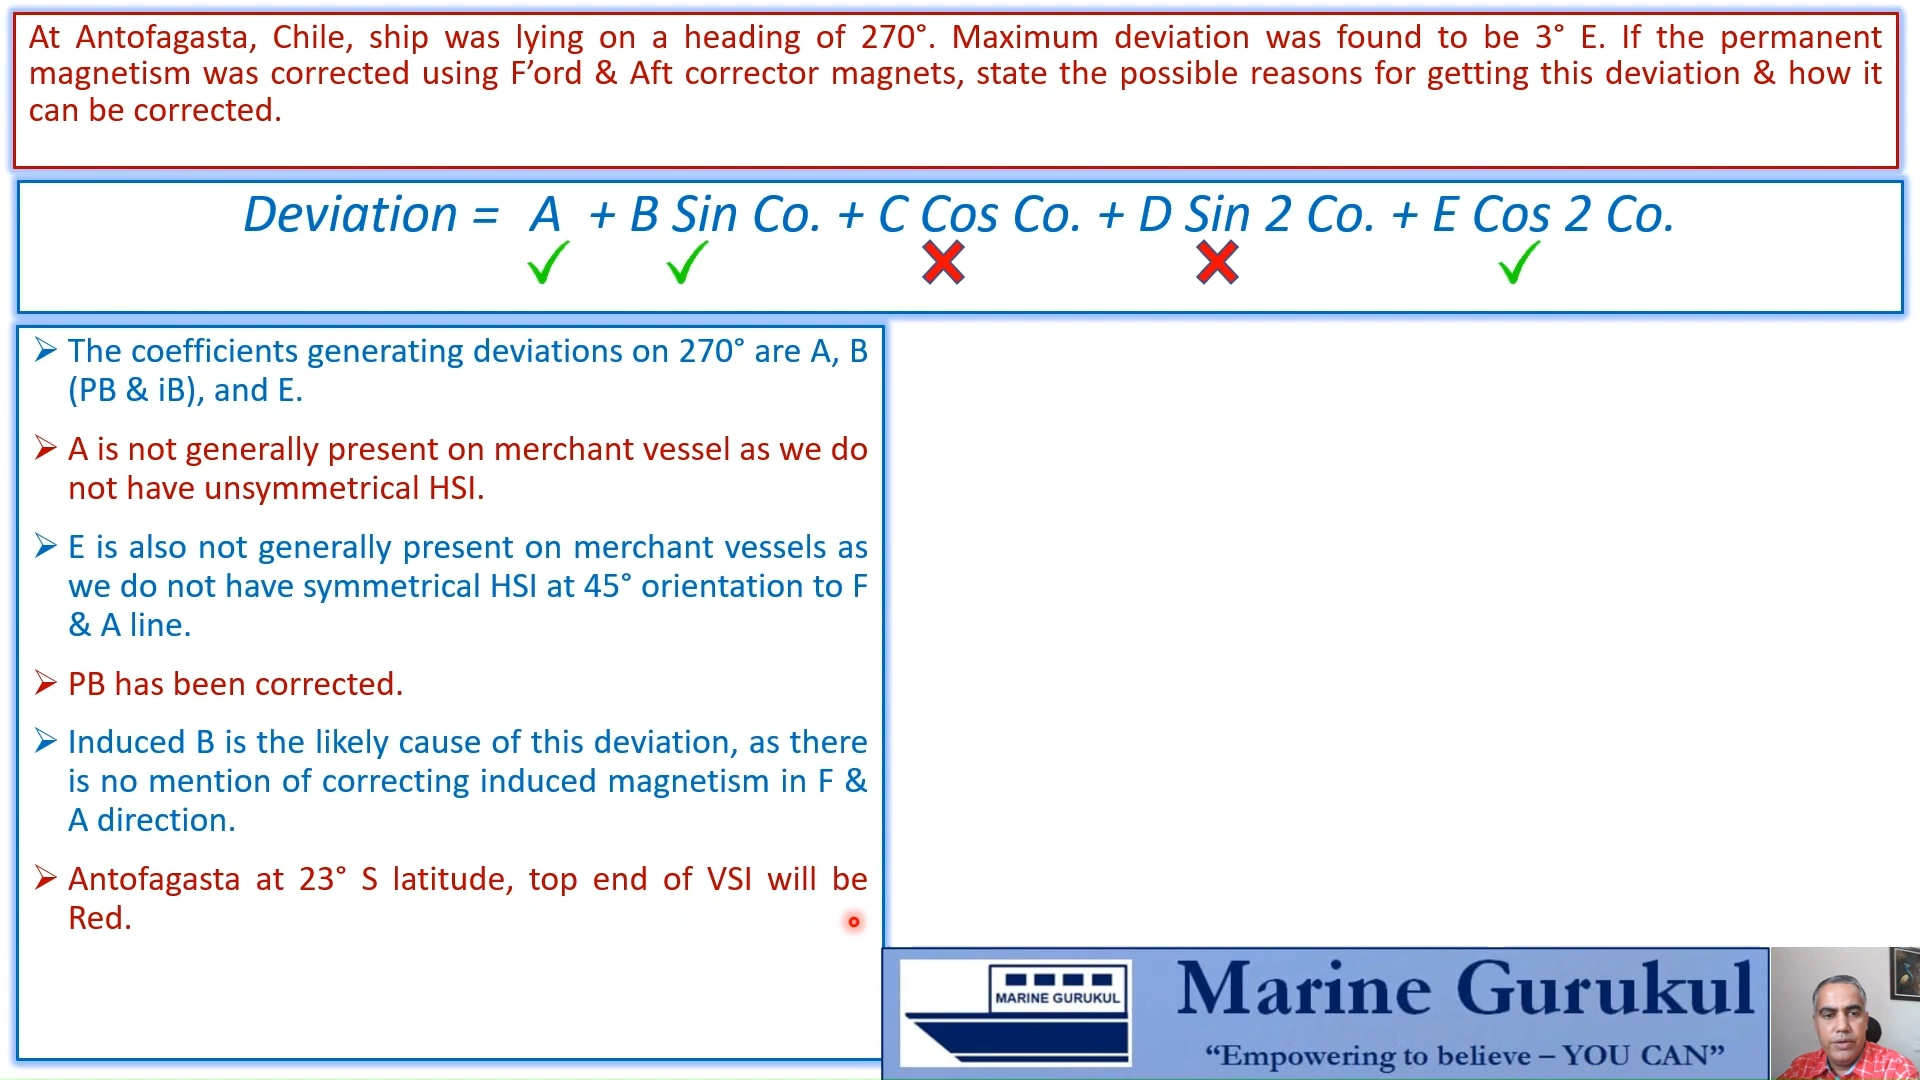 At Antofagasta, Chile, ship was lying on a heading of 270°. Maximum deviation was found to be 3° E. If the permanent
magnetism was corrected using F’ord & Aft corrector magnets, state the possible reasons for getting this deviation & how it
can be corrected.
Deviation = A + B Sin Co. + C Cos Co. + D Sin 2 Co. + E Cos 2 Co.
The coefficients generating deviations on 270° are A, B
(PB & iB), and E.
A is not generally present on merchant vessel as we do
not have unsymmetrical HSI.
E is also not generally present on merchant vessels as
we do not have symmetrical HSI at 45° orientation to F
& A line.
PB has been corrected.
Induced B is the likely cause of this deviation, as there
is no mention of correcting induced magnetism in F &
A direction.
Antofagasta at 23° S latitude, top end of VSI will be
Red.
MARINE GURUKUL
Marine Gurukul
“Empowering to believe – YOU CAN”